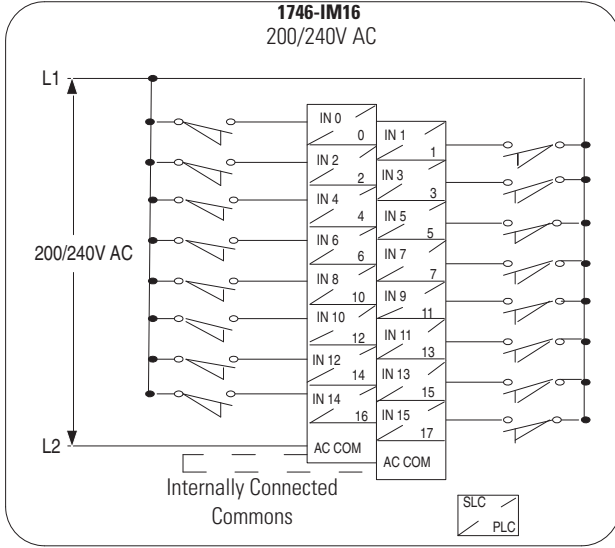 1746-IM16
200/240V AC
L1
IN 0
0
IN 1
1
IN 2
2
IN 3
3
IN 4
4
IN 5
5
IN 6
6
IN 7
7
200/240V AC
IN 8
10
IN 9
11
IN 10
12
IN 11
13
IN 12
14
IN 13
15
IN 14
16
IN 15
17
L2
AC COM
AC COM
Internally Connected
Commons
SLC
PLC